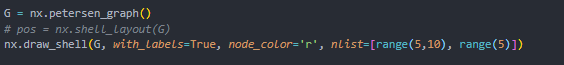 G = nx.petersen_graph()
# pos = nx.shell_layout(G)
nx.draw_shell(G, with_labels=True, node_color='r', nlist=[range(5,10), range(5)])